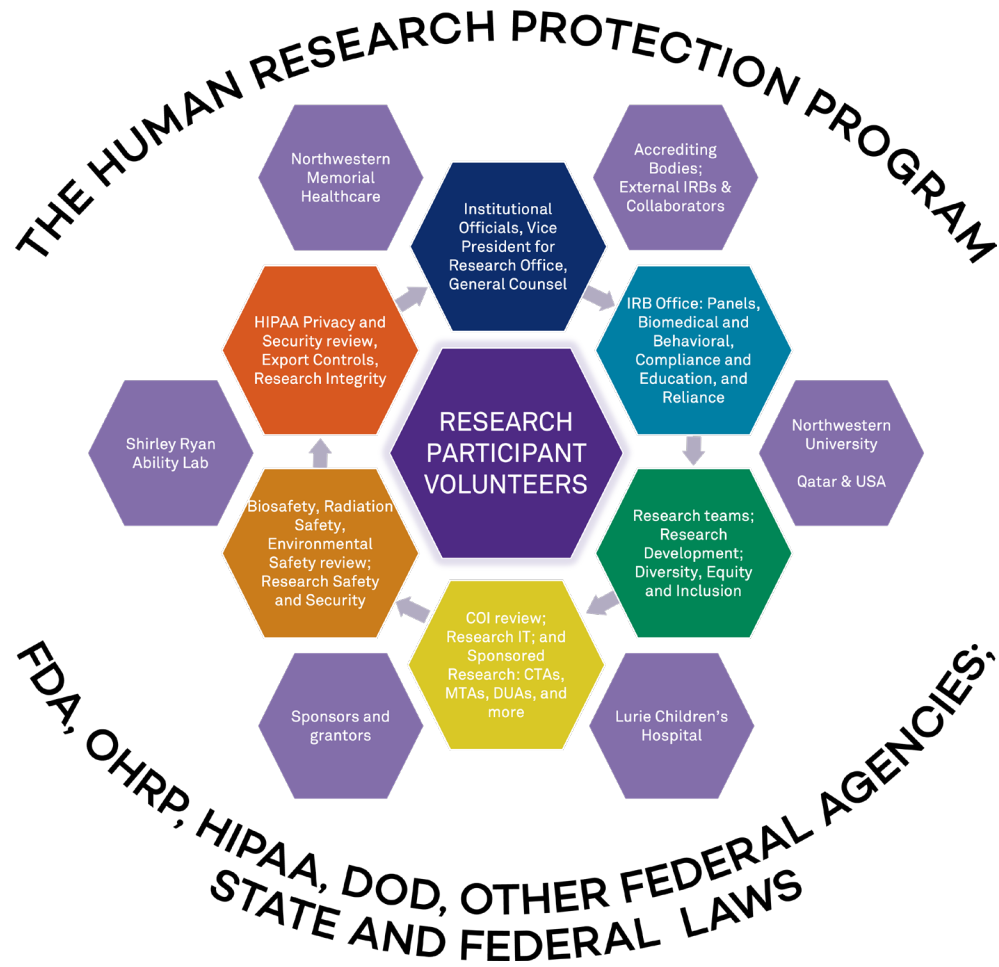 THE HUMAN RESEARCH PROTECTION PROGRAM
Northwestern
Memorial
Healthcare
Accrediting
Bodies;
External IRBs &
Collaborators
Institutional
Officials, Vice
President for
Research Office,
General Counsel
HIPAA Privacy and
Security review,
Export Controls,
Research Integrity
IRB Office: Panels,
Biomedical and
Behavioral,
Compliance and
Education, and
Reliance
RESEARCH
PARTICIPANT
VOLUNTEERS
Shirley Ryan
Ability Lab
Northwestern
University
Qatar & USA
Biosafety, Radiation
Safety,
Environmental
Safety review;
Research Safety
and Security
Research teams;
Research
Development;
Diversity, Equity
and Inclusion
COI review;
Research IT; and
Sponsored
Research: CTAs,
MTAs, DUAs, and
more
Sponsors and
grantors
Lurie Children's
Hospital
FDA, OHRP, HIPAA, DOD, OTHER FEDERAL AGENCIES;
STATE AND FEDERAL LAWS